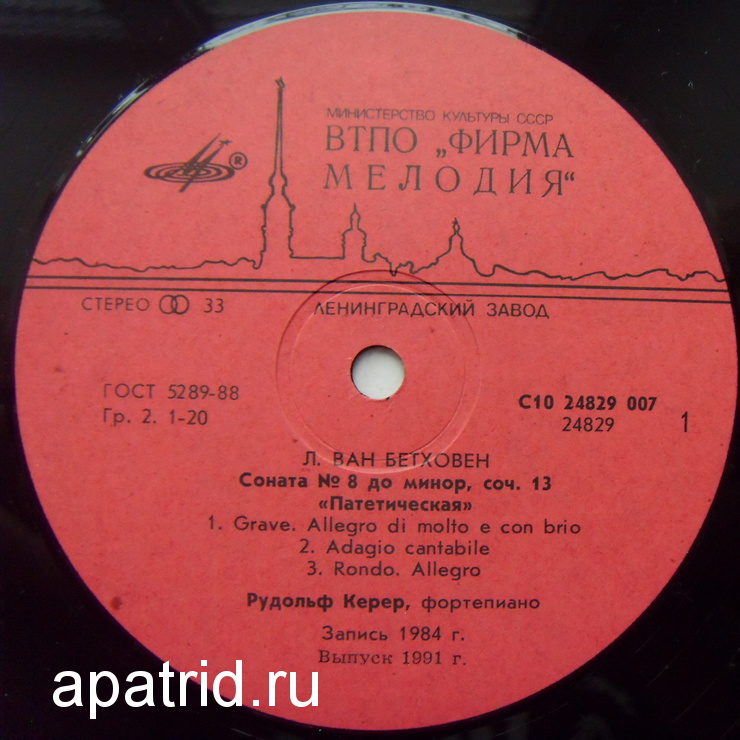 МИНИСТЕРСТВО КУЛЬТУРЫ СССР
ВТПО „ФИРМА
МЕЛОДИЯ“
®
СТЕРЕО 33
ЛЕНИНГРАДСКИЙ ЗАВОД
ГОСТ 5289-88
Гр. 2. 1-20
С10 24829 007
24829 1
Л. ВАН БЕТХОВЕН
Соната № 8 до минор, соч. 13
«Патетическая»
1. Grave. Allegro di molto e con brio
2. Adagio cantabile
3. Rondo. Allegro
Рудольф Керер, фортепиано
Запись 1984 г.
Выпуск 1991 г.
apatrid.ru